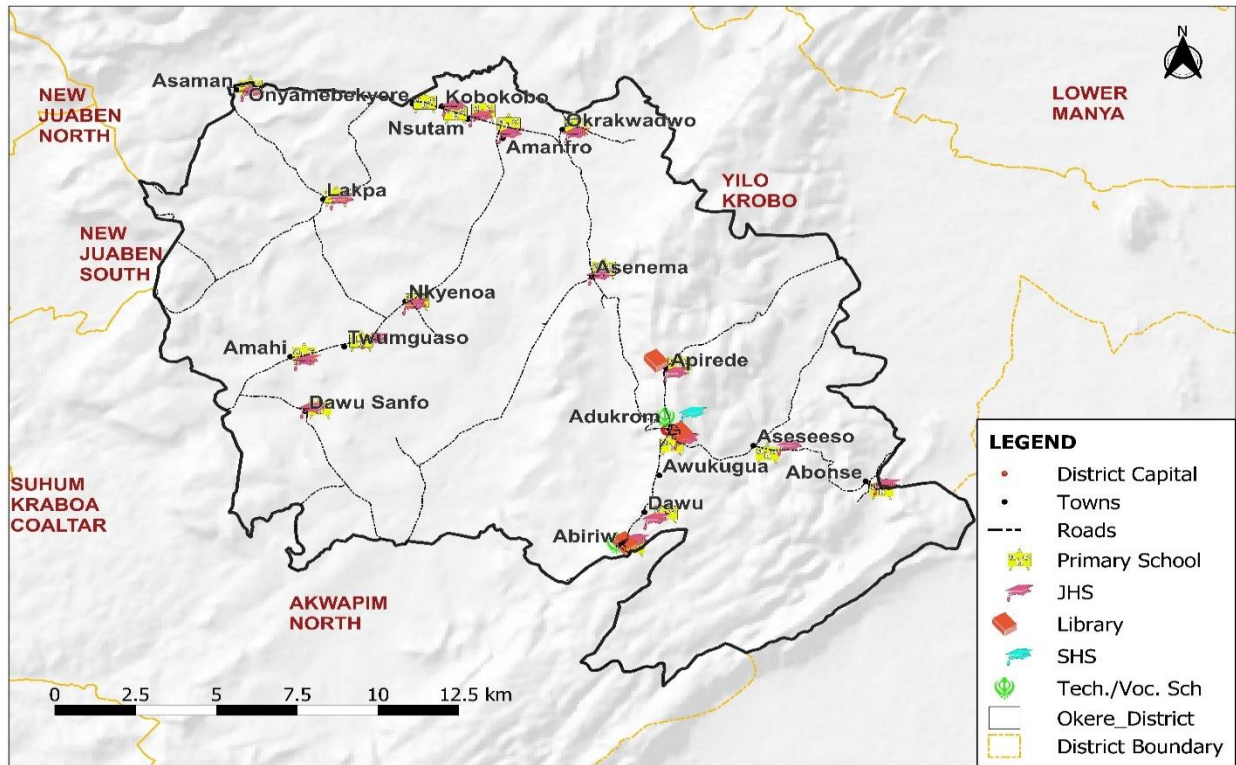 N
Asaman
Onyamebekyere
Kobokobo
NEW
JUABEN
NORTH
LOWER
MANYA
Nsutam
Okrakwadwo
Amanfro
Lakpa
YILO
KROBO
NEW
JUABEN
SOUTH
Asenema
Nkyenoa
Twumguaso
Amahi
Apirede
Dawu Sanfo
Adukrom
Aseseeso
Awukugua
Abonse
SUHUM
KRABOA
COALTAR
Dawu
Abiriw
AKWAPIM
NORTH
0 2.5 5 7.5 10 12.5 km
LEGEND
District Capital
Towns
Roads
Primary School
JHS
Library
SHS
Tech./Voc. Sch
Okere_District
District Boundary